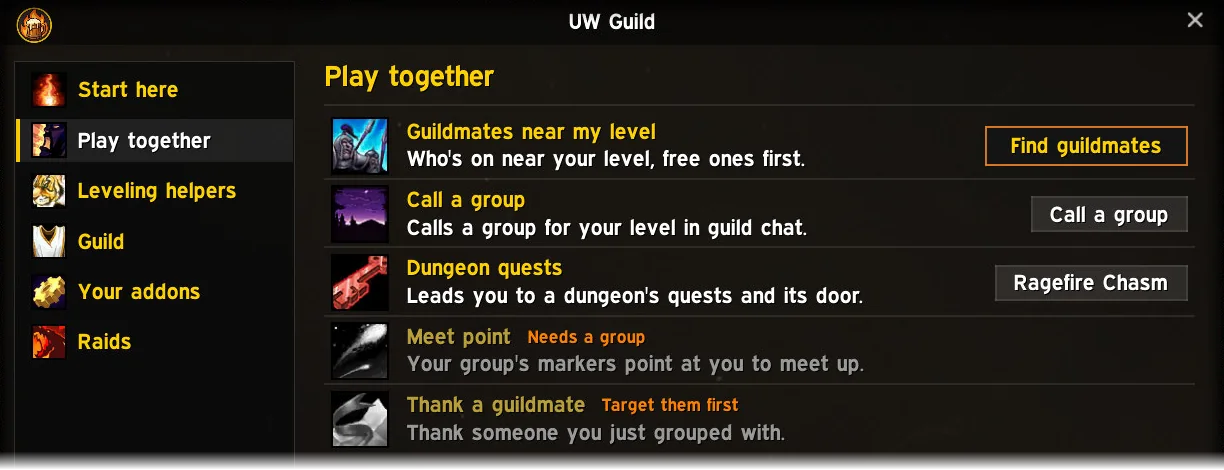 UW Guild
Start here
Play together
Leveling helpers
Guild
Your addons
Raids
Play together
Guildmates near my level
Who's on near your level, free ones first.
Find guildmates
Call a group
Calls a group for your level in guild chat.
Call a group
Dungeon quests
Leads you to a dungeon's quests and its door.
Ragefire Chasm
Meet point Needs a group
Your group's markers point at you to meet up.
Thank a guildmate Target them first
Thank someone you just grouped with.